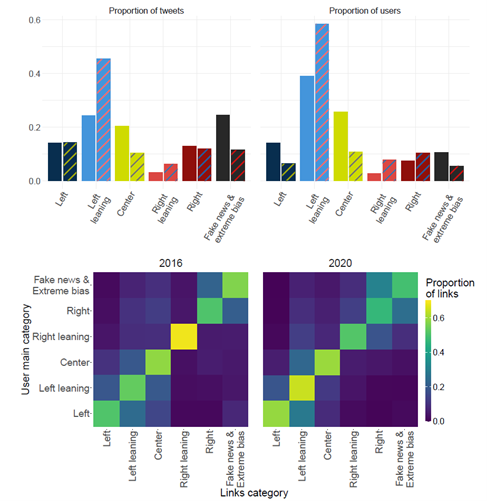 Proportion of tweets
Proportion of users
0.6
0.4
0.2
0.0
Left
Left
leaning
Center
Right
leaning
Right
Fake news &
extreme bias
Left
Left
leaning
Center
Right
leaning
Right
Fake news &
extreme bias
2016
2020
User main category
Fake news &
Extreme bias
Right
Right leaning
Center
Left leaning
Left
Proportion
of links
0.6
0.4
0.2
0.0
Left
Left leaning
Center
Right leaning
Right
Fake news &
Extreme bias
Left
Left leaning
Center
Right leaning
Right
Fake news &
Extreme bias
Links category